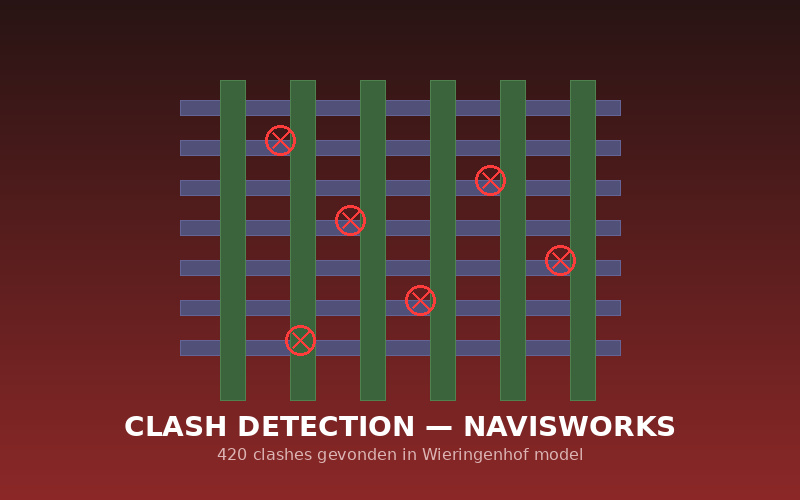 CLASH DETECTION — NAVISWORKS
420 clashes gevonden in Wieringenhof model